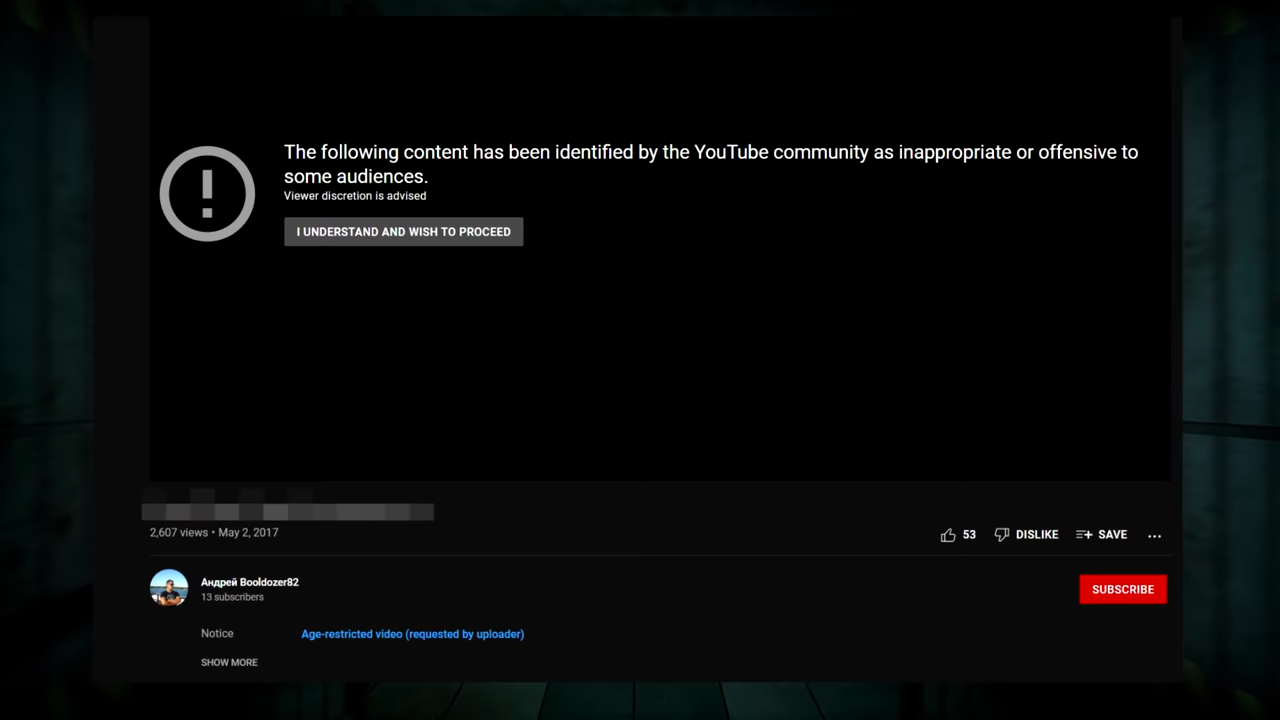 The following content has been identified by the YouTube community as inappropriate or offensive to
some audiences.
Viewer discretion is advised
I UNDERSTAND AND WISH TO PROCEED
2,607 views • May 2, 2017
53 DISLIKE SAVE
Андрей Booldozer82
13 subscribers
SUBSCRIBE
Notice Age-restricted video (requested by uploader)
SHOW MORE